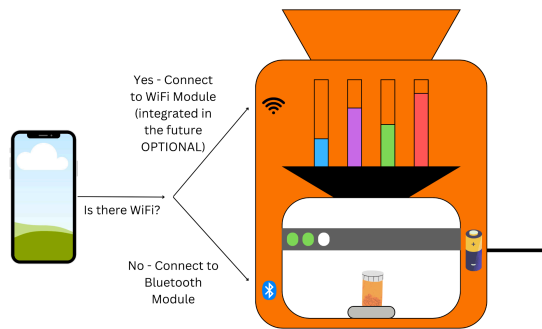 Yes - Connect
to WiFi Module
(integrated in
the future
OPTIONAL)
Is there WiFi?
No - Connect to
Bluetooth
Module